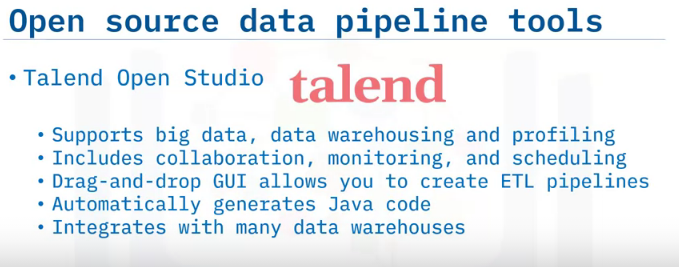 Open source data pipeline tools
• Talend Open Studio talend
• Supports big data, data warehousing and profiling
• Includes collaboration, monitoring, and scheduling
• Drag-and-drop GUI allows you to create ETL pipelines
• Automatically generates Java code
• Integrates with many data warehouses